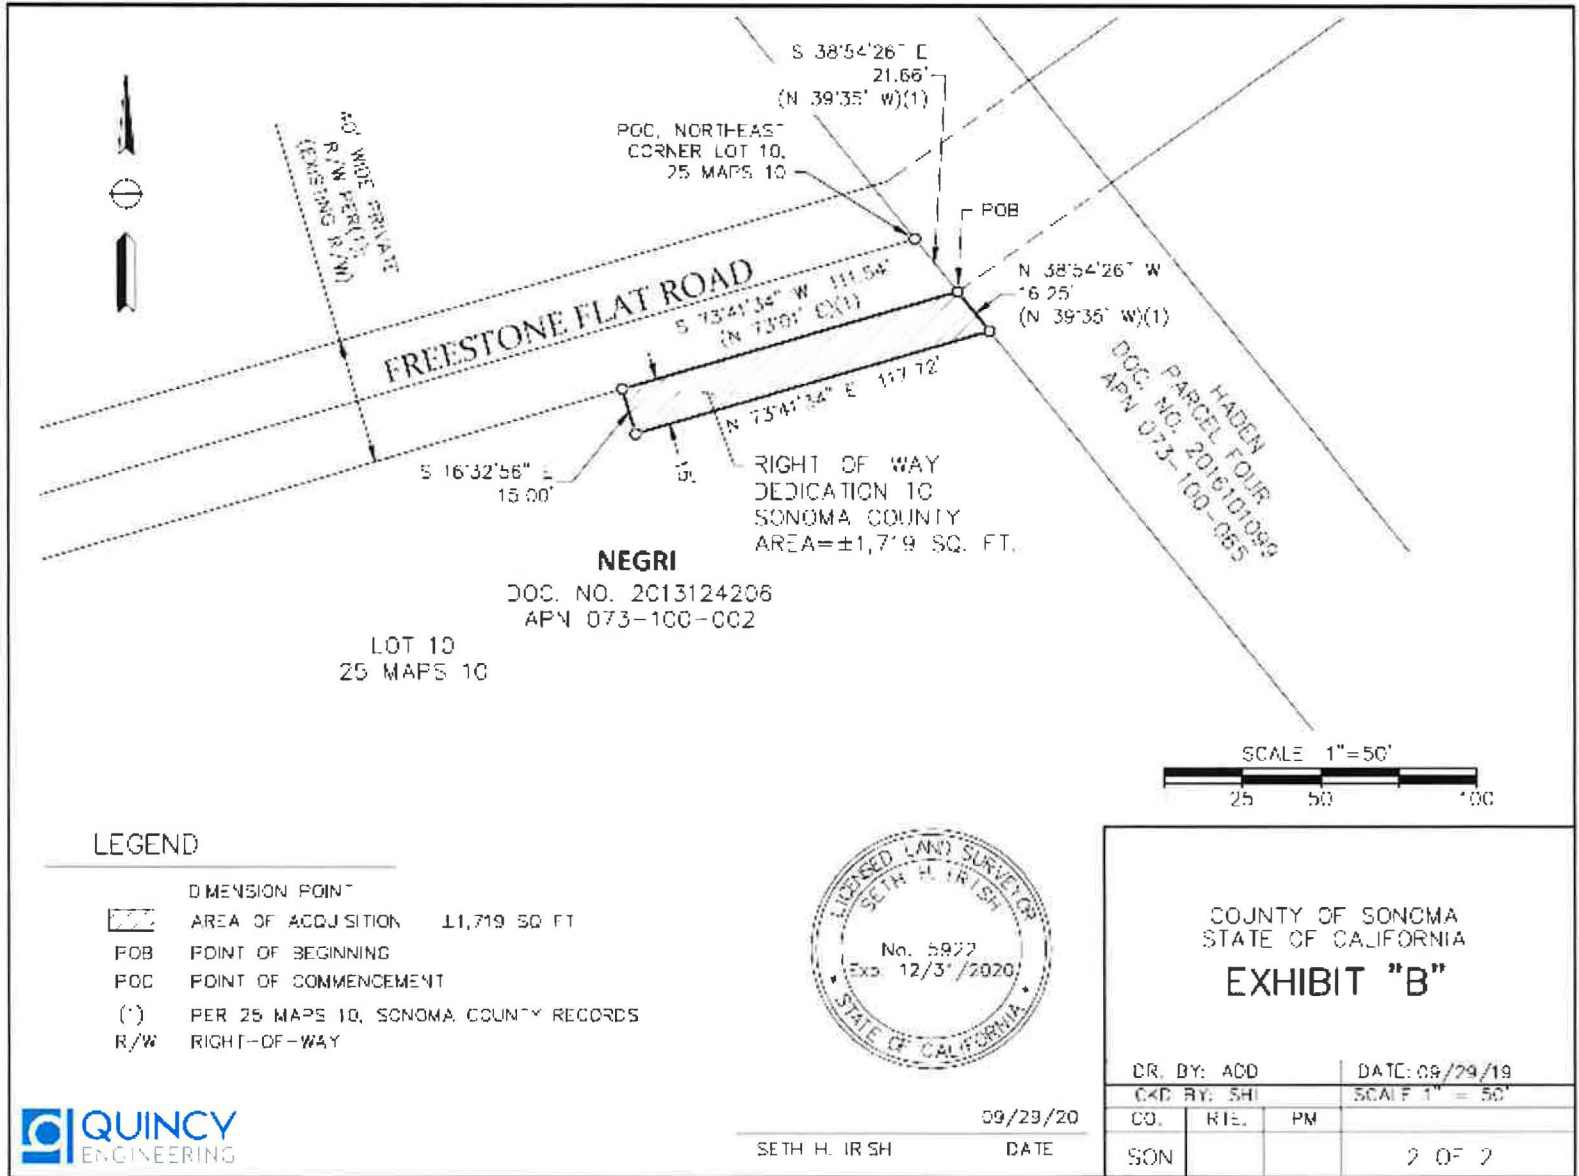 S 38°54'26" E
21.66'
(N 39°35' W)(1)
POC, NORTHEAST
CORNER LOT 10,
25 MAPS 10
POB
40' WIDE PRIVATE
R/W PER(1)
(EXISTING R/W)
N 38°54'26" W
16.25'
(N 39°35' W)(1)
FREESTONE FLAT ROAD
S 73°41'34" W 111.54'
(N 73°01' E)(1)
N 73°41'34" E 117.72'
S 16°32'56" E
15.00'
15'
HADEN
PARCEL FOUR
DOC. NO. 2016101099
APN 073-100-065
RIGHT OF WAY
DEDICATION TO
SONOMA COUNTY
AREA=±1,719 SQ. FT.
NEGRI
DOC. NO. 2013124206
APN 073-100-002
LOT 10
25 MAPS 10
SCALE 1"=50'
25 50 100
LEGEND
DIMENSION POINT
AREA OF ACQUISITION ±1,719 SQ FT
POB POINT OF BEGINNING
POC POINT OF COMMENCEMENT
(1) PER 25 MAPS 10, SONOMA COUNTY RECORDS
R/W RIGHT-OF-WAY
LICENSED LAND SURVEYOR
SETH H. IRISH
No. 5922
Exp. 12/31/2020
STATE OF CALIFORNIA
COUNTY OF SONOMA
STATE OF CALIFORNIA
EXHIBIT "B"
DR. BY: ADD DATE: 09/29/19
CKD BY: SHI SCALE 1" = 50'
CO. RTE. PM
SON 2 OF 2
09/29/20
SETH H. IRISH DATE
QUINCY
ENGINEERING